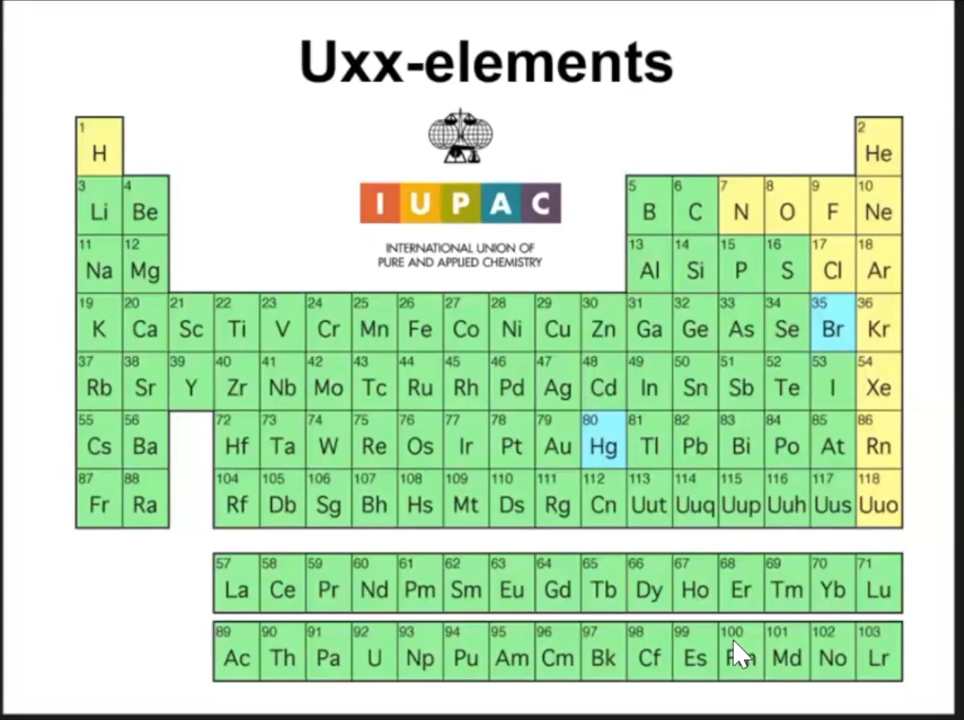 Uxx-elements
1 2
H He
IUPAC
3 4 5 6 7 8 9 10
Li Be B C N O F Ne
INTERNATIONAL UNION OF
PURE AND APPLIED CHEMISTRY
11 12 13 14 15 16 17 18
Na Mg Al Si P S Cl Ar
19 20 21 22 23 24 25 26 27 28 29 30 31 32 33 34 35 36
K Ca Sc Ti V Cr Mn Fe Co Ni Cu Zn Ga Ge As Se Br Kr
37 38 39 40 41 42 43 44 45 46 47 48 49 50 51 52 53 54
Rb Sr Y Zr Nb Mo Tc Ru Rh Pd Ag Cd In Sn Sb Te I Xe
55 56 72 73 74 75 76 77 78 79 80 81 82 83 84 85 86
Cs Ba Hf Ta W Re Os Ir Pt Au Hg Tl Pb Bi Po At Rn
87 88 104 105 106 107 108 109 110 111 112 113 114 115 116 117 118
Fr Ra Rf Db Sg Bh Hs Mt Ds Rg Cn Uut Uuq Uup Uuh Uus Uuo
57 58 59 60 61 62 63 64 65 66 67 68 69 70 71
La Ce Pr Nd Pm Sm Eu Gd Tb Dy Ho Er Tm Yb Lu
89 90 91 92 93 94 95 96 97 98 99 100 101 102 103
Ac Th Pa U Np Pu Am Cm Bk Cf Es Md No Lr